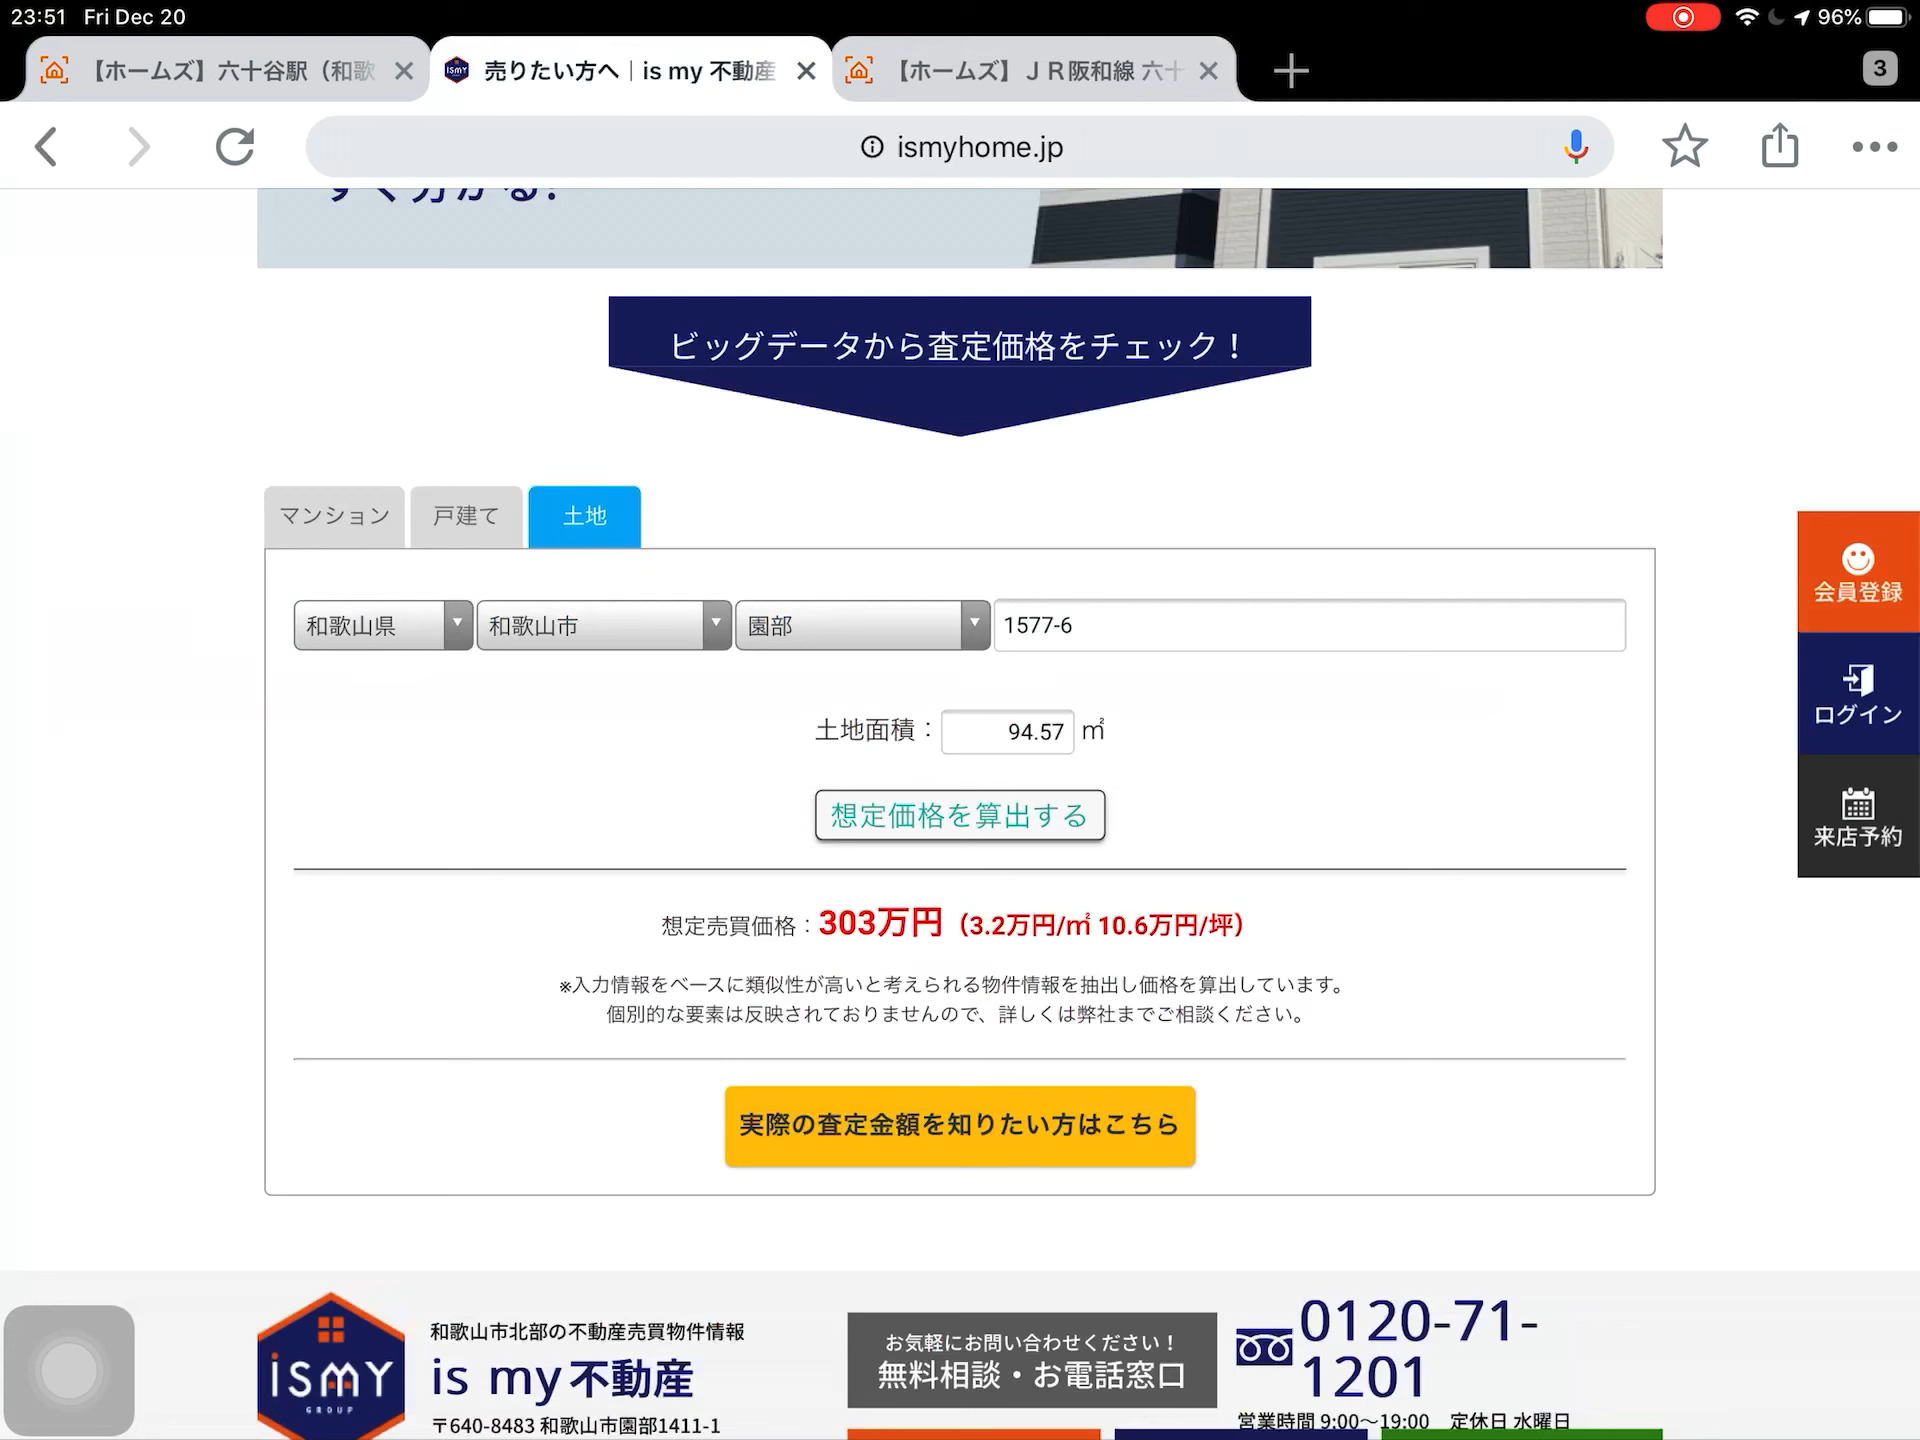 23:51 Fri Dec 20
96%
【ホームズ】六十谷駅（和歌
売りたい方へ｜is my 不動産
【ホームズ】ＪＲ阪和線 六十
3
ismyhome.jp
すぐ分かる!
ビッグデータから査定価格をチェック！
マンション
戸建て
土地
和歌山県
和歌山市
園部
1577-6
土地面積：
94.57
㎡
想定価格を算出する
想定売買価格：303万円（3.2万円/㎡ 10.6万円/坪）
※入力情報をベースに類似性が高いと考えられる物件情報を抽出し価格を算出しています。
個別的な要素は反映されておりませんので、詳しくは弊社までご相談ください。
実際の査定金額を知りたい方はこちら
会員登録
ログイン
来店予約
ismy
GROUP
和歌山市北部の不動産売買物件情報
is my 不動産
〒640-8483 和歌山市園部1411-1
お気軽にお問い合わせください！
無料相談・お電話窓口
0120-71-
1201
営業時間 9:00～19:00 定休日 水曜日